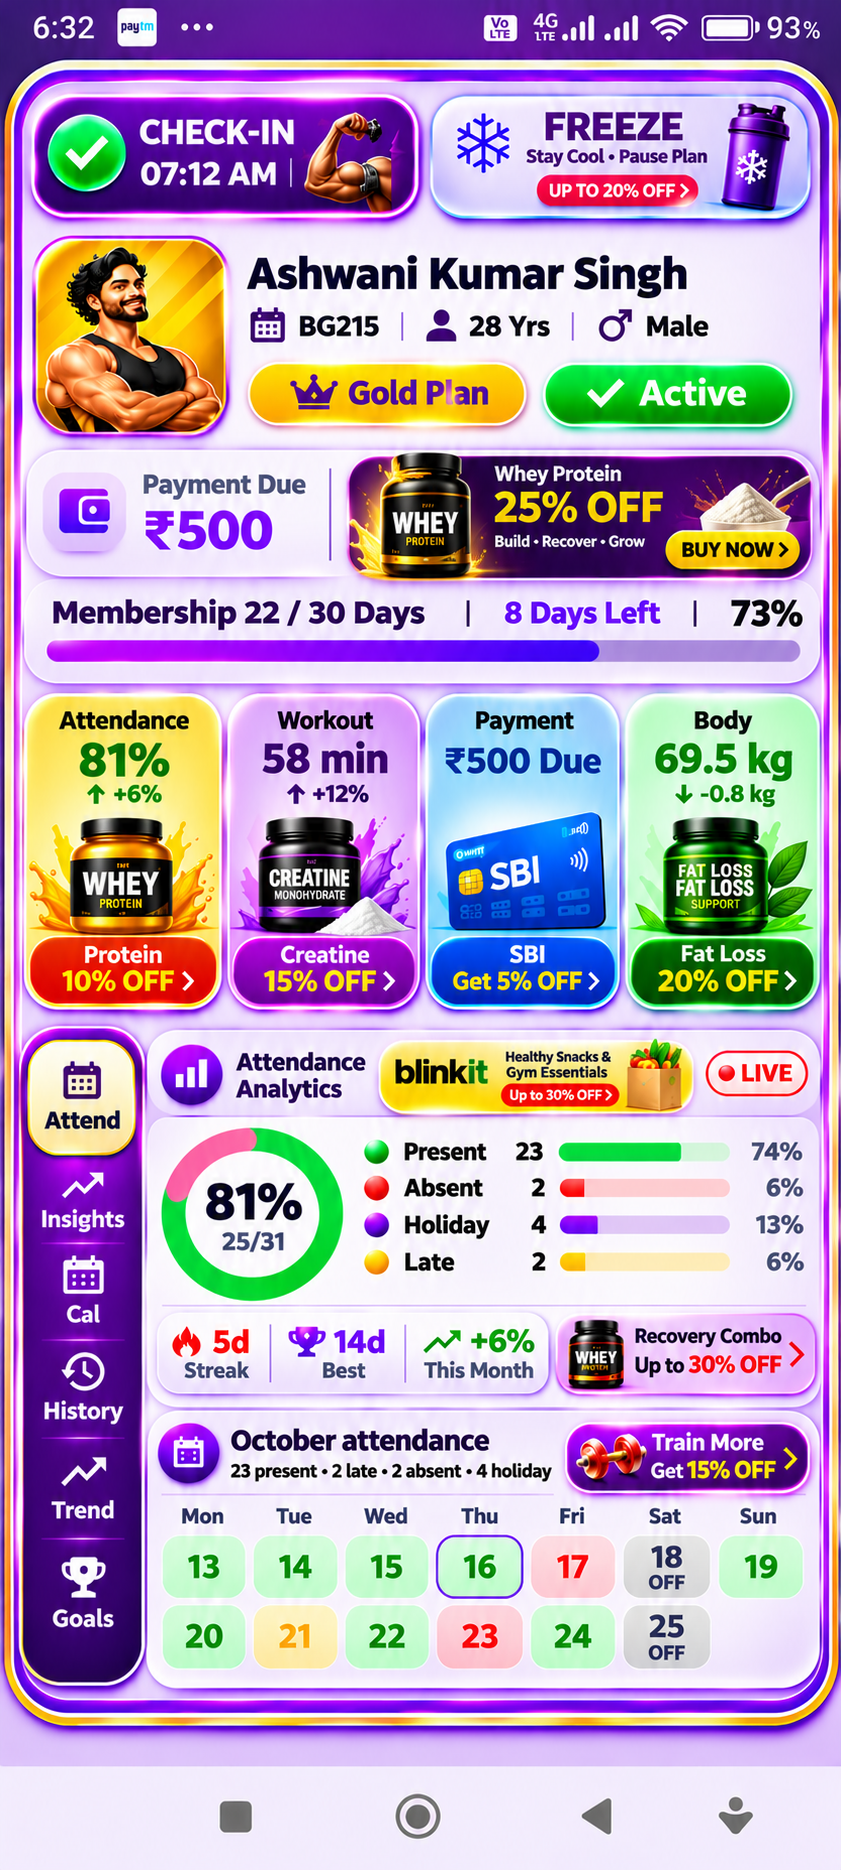 6:32 paytm ••• Vo LTE 4G LTE 93%
CHECK-IN
07:12 AM |
FREEZE
Stay Cool • Pause Plan
UP TO 20% OFF >
Ashwani Kumar Singh
BG215 | 28 Yrs | Male
Gold Plan
Active
Payment Due
₹500
WHEY
PROTEIN
Whey Protein
25% OFF
Build • Recover • Grow
BUY NOW >
Membership 22 / 30 Days | 8 Days Left | 73%
Attendance
81%
↑ +6%
WHEY
PROTEIN
Protein
10% OFF >
Workout
58 min
↑ +12%
CREATINE
MONOHYDRATE
Creatine
15% OFF >
Payment
₹500 Due
SBI
SBI
Get 5% OFF >
Body
69.5 kg
↓ -0.8 kg
FAT LOSS
FAT LOSS
SUPPORT
Fat Loss
20% OFF >
Attend
Insights
Cal
History
Trend
Goals
Attendance
Analytics
blinkit
Healthy Snacks &
Gym Essentials
Up to 30% OFF >
LIVE
81%
25/31
Present 23 74%
Absent 2 6%
Holiday 4 13%
Late 2 6%
5d
Streak
14d
Best
+6%
This Month
WHEY
Recovery Combo
Up to 30% OFF >
October attendance
23 present • 2 late • 2 absent • 4 holiday
Train More
Get 15% OFF >
Mon Tue Wed Thu Fri Sat Sun
13 14 15 16 17 18 OFF 19
20 21 22 23 24 25 OFF